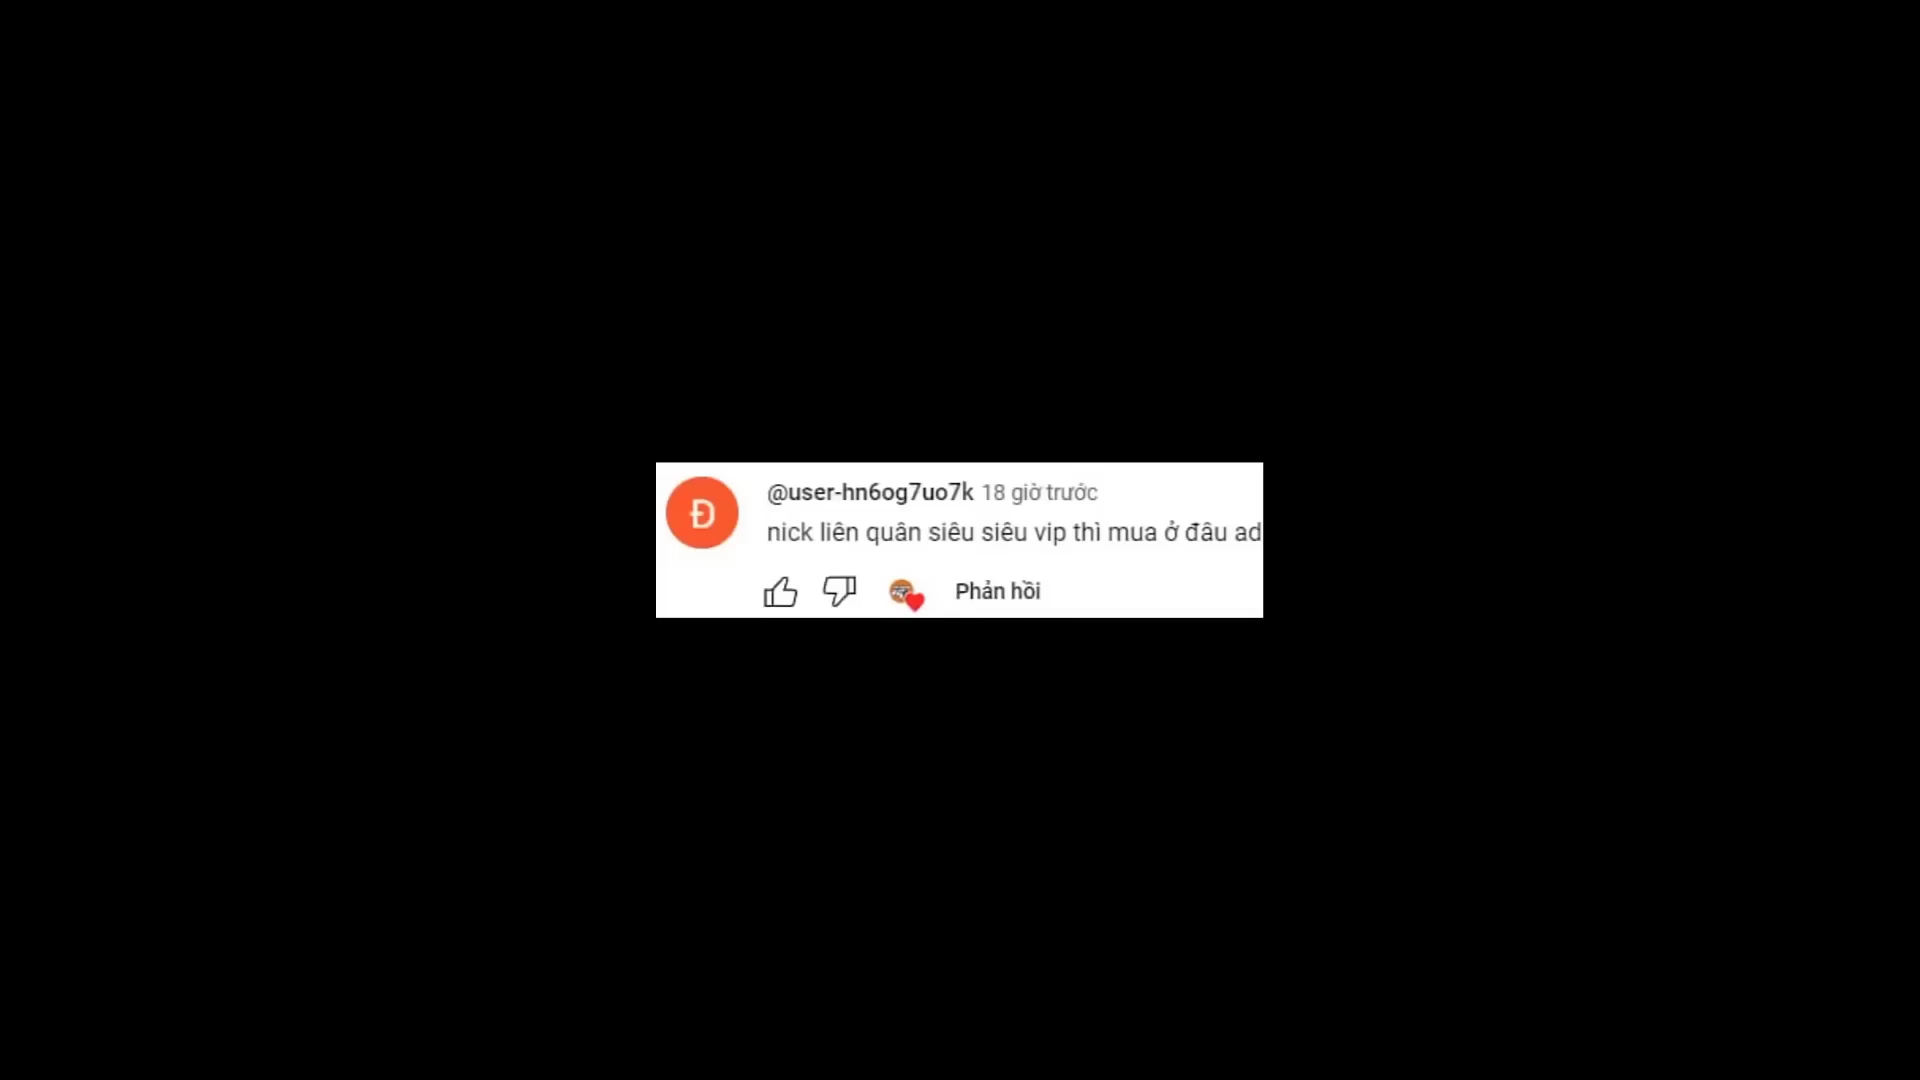 Đ
@user-hn6og7uo7k 18 giờ trước
nick liên quân siêu siêu vip thì mua ở đâu ad
Phản hồi